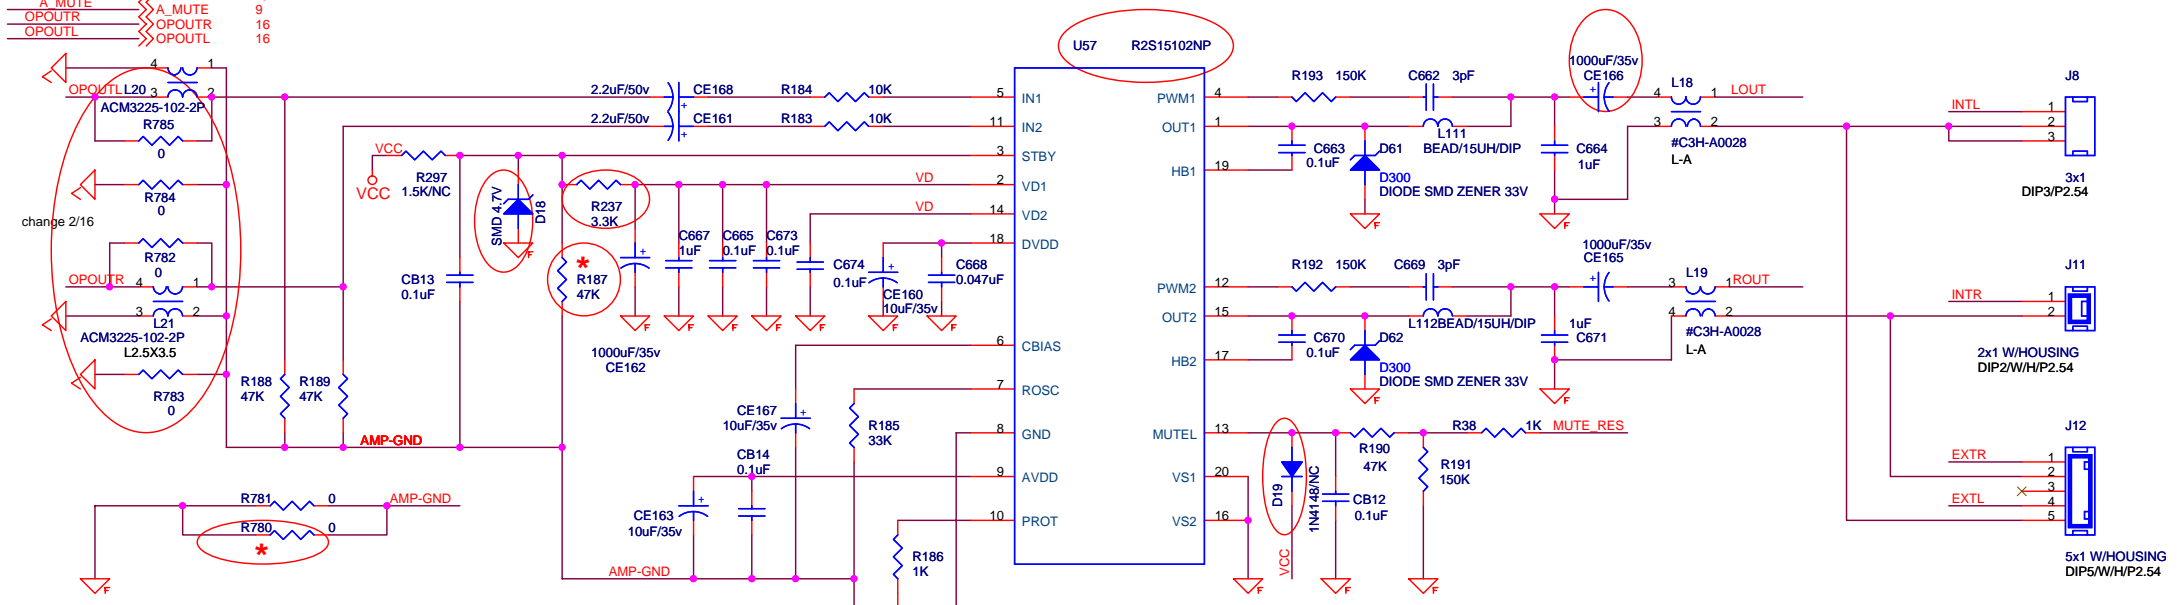 A_MUTE
A_MUTE 9
OPOUTR
OPOUTR 16
OPOUTL
OPOUTL 16
4 1
OPOUTL L20
3 2
ACM3225-102-2P
R785
0
R784
0
change 2/16
R782
0
OPOUTR 4 1
3 2
L21
ACM3225-102-2P
L2.5X3.5
R783
0
R188
47K
R189
47K
AMP-GND
R781 0
AMP-GND
R780 0
*
2.2uF/50v CE168 R184 10K
2.2uF/50v CE161 R183 10K
VCC
VCC
R297
1.5K/NC
SMD 4.7V
D18
F
R237
3.3K
*
R187
47K
CB13
0.1uF
VD
VD
C667
1uF
C665
0.1uF
C673
0.1uF
C674
0.1uF
CE160
10uF/35v
C668
0.047uF
F F F F F F F
1000uF/35v
CE162
CE167
10uF/35v
R185
33K
CB14
0.1uF
CE163
10uF/35v
AMP-GND
R186
1K
F
U57 R2S15102NP
5 IN1
11 IN2
3 STBY
2 VD1
14 VD2
18 DVDD
6 CBIAS
7 ROSC
8 GND
9 AVDD
10 PROT
PWM1 4
OUT1 1
HB1 19
PWM2 12
OUT2 15
HB2 17
MUTEL 13
VS1 20
VS2 16
R193 150K
C662 3pF
L111
BEAD/15UH/DIP
C663
0.1uF
D61
D300
DIODE SMD ZENER 33V
F
C664
1uF
F
1000uF/35v
CE166
L18
4 1 LOUT
3 2
#C3H-A0028
L-A
R192 150K
C669 3pF
L112BEAD/15UH/DIP
C670
0.1uF
D62
D300
DIODE SMD ZENER 33V
F
1uF
C671
F
1000uF/35v
CE165
L19
3 1 ROUT
4 2
#C3H-A0028
L-A
R38 1K MUTE_RES
R190
47K
R191
150K
D19
1N4148/NC
VCC
CB12
0.1uF
F F F
J8
INTL 1
2
3
3x1
DIP3/P2.54
J11
INTR 1
2
2x1 W/HOUSING
DIP2/W/H/P2.54
J12
EXTR 1
2
3
EXTL 4
5
5x1 W/HOUSING
DIP5/W/H/P2.54